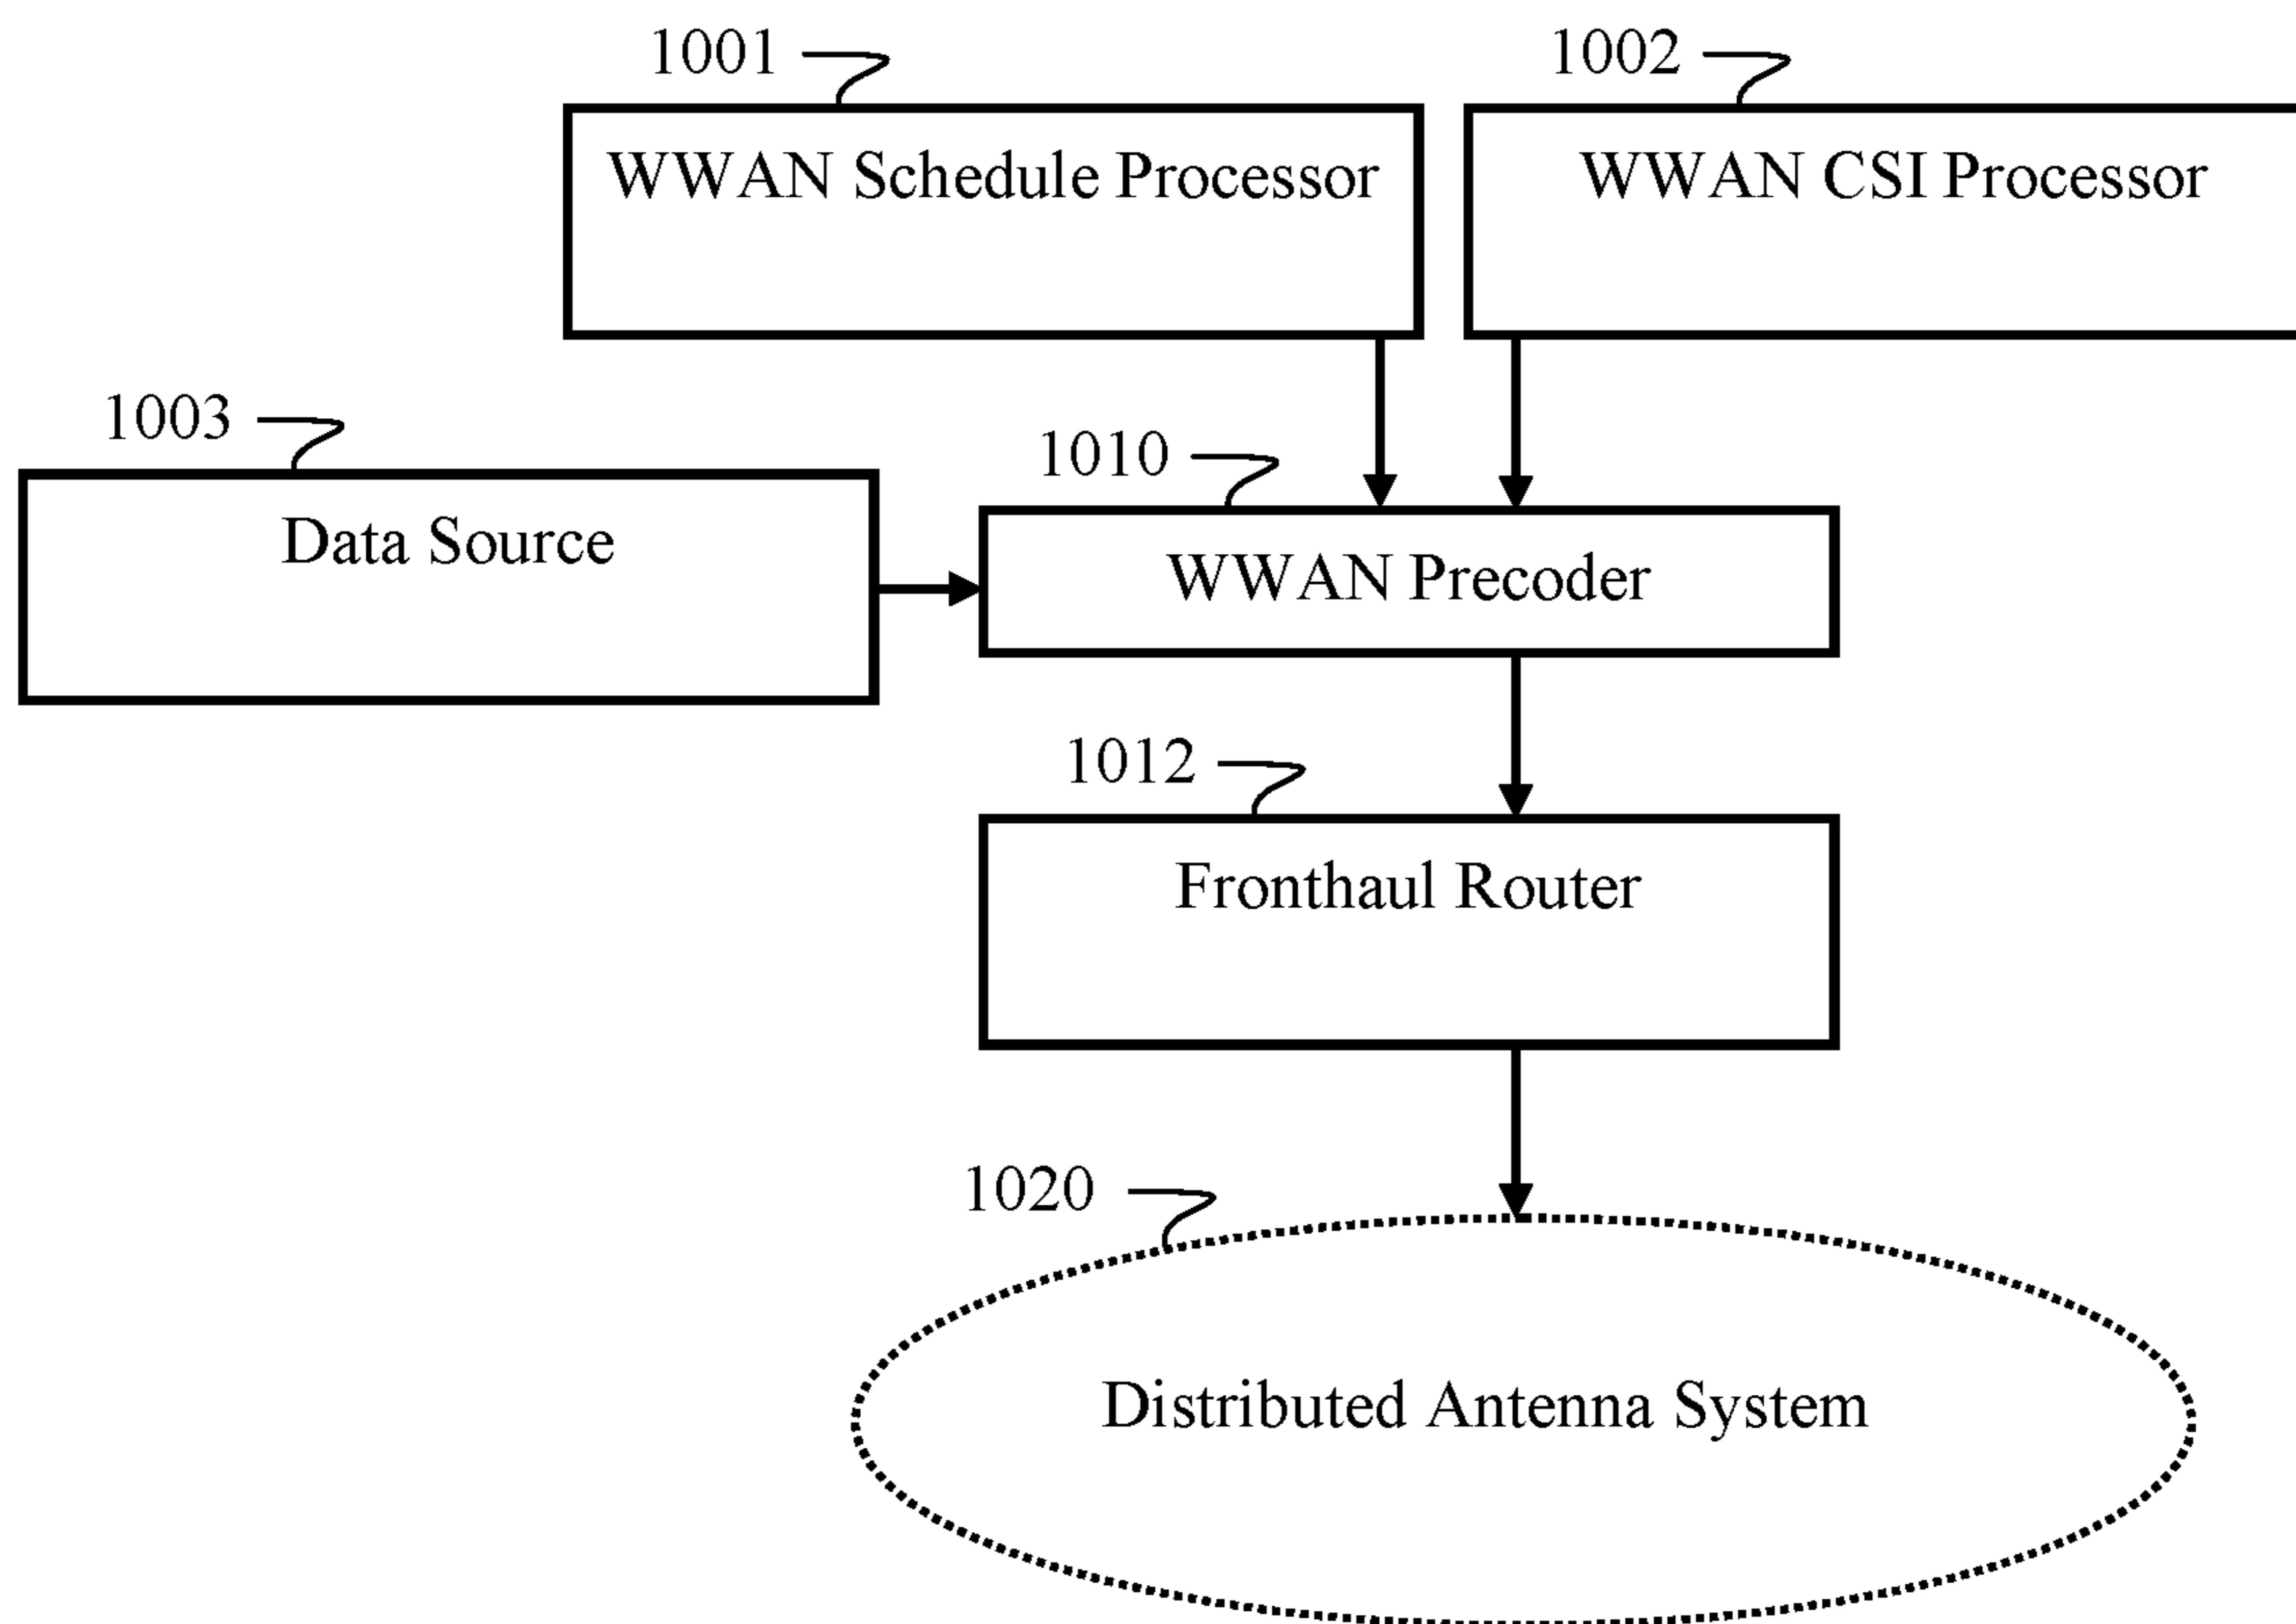 1001
1002
WWAN Schedule Processor
WWAN CSI Processor
1003
Data Source
1010
WWAN Precoder
1012
Fronthaul Router
1020
Distributed Antenna System